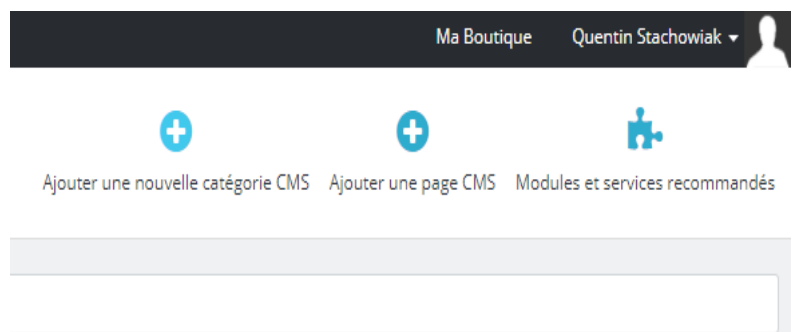 Ma Boutique Quentin Stachowiak
Ajouter une nouvelle catégorie CMS Ajouter une page CMS Modules et services recommandés